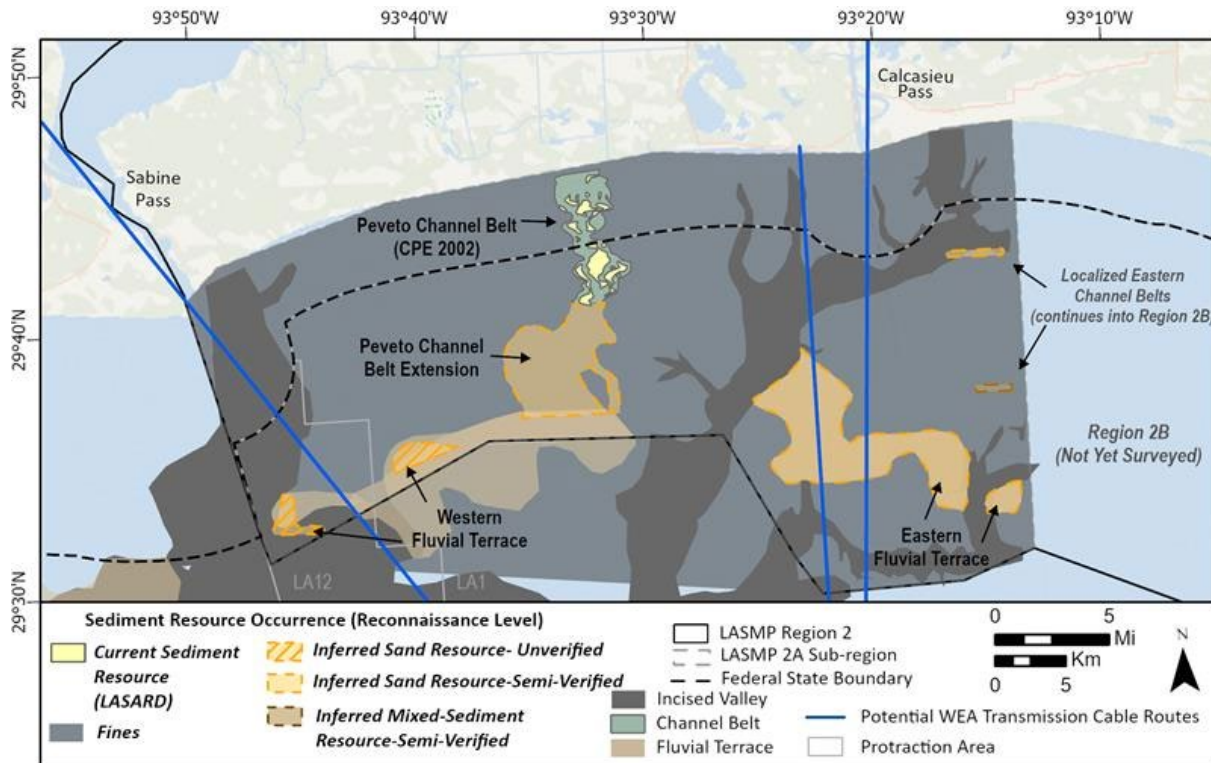 93°50'W
93°40'W
93°30'W
93°20'W
93°10'W
29°50'N
29°40'N
29°30'N
Calcasieu
Pass
Sabine
Pass
Peveto Channel Belt
(CPE 2002)
Localized Eastern
Channel Belts
(continues into Region 2B)
Peveto Channel
Belt Extension
Region 2B
(Not Yet Surveyed)
Western
Fluvial Terrace
Eastern
Fluvial Terrace
LA12
LA1
Sediment Resource Occurrence (Reconnaissance Level)
Current Sediment
Resource
(LASARD)
Fines
Inferred Sand Resource- Unverified
Inferred Sand Resource-Semi-Verified
Inferred Mixed-Sediment
Resource-Semi-Verified
LASMP Region 2
LASMP 2A Sub-region
Federal State Boundary
Incised Valley
Channel Belt
Fluvial Terrace
Potential WEA Transmission Cable Routes
Protraction Area
0 5
Mi
Km
0 5
N